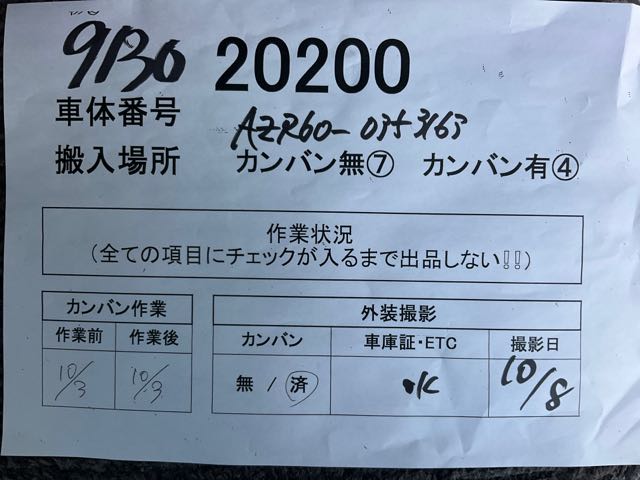 9130 20200
車体番号 AZR60-0353163
搬入場所 カンバン無⑦ カンバン有④
作業状況
(全ての項目にチェックが入るまで出品しない!!)
カンバン作業 外装撮影
作業前 作業後 カンバン 車庫証・ETC 撮影日
10/3 10/3 無 / 済 10/8